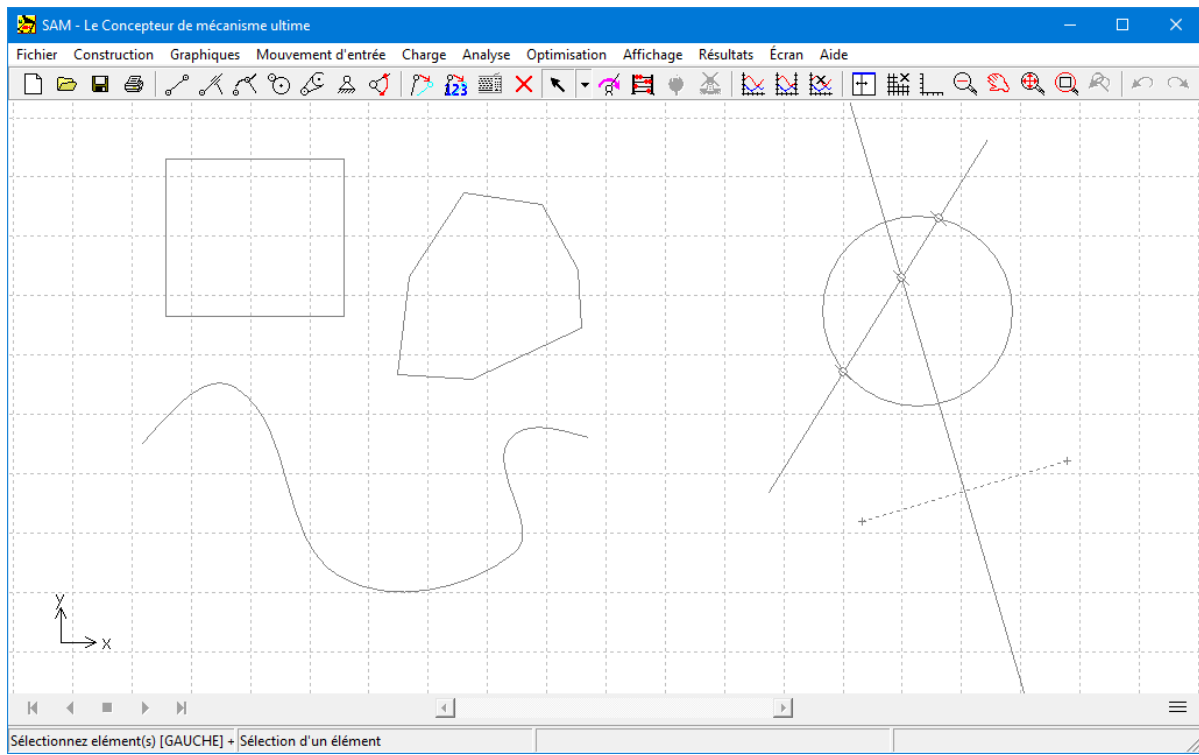 SAM - Le Concepteur de mécanisme ultime
Fichier Construction Graphiques Mouvement d'entrée Charge Analyse Optimisation Affichage Résultats Écran Aide
123
y
x
Sélectionnez elément(s) [GAUCHE] + Sélection d'un élément